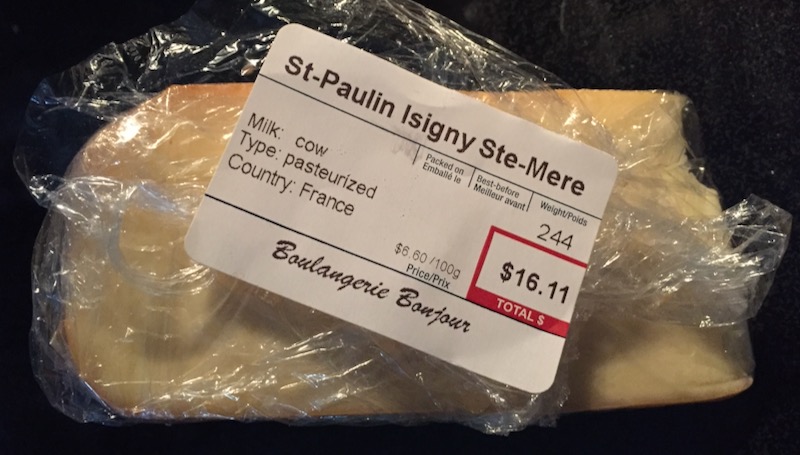 St-Paulin Isigny Ste-Mere
Milk: cow
Type: pasteurized
Country: France
Packed on
Emballé le
Best-before
Meilleur avant
Weight/Poids
244
$6.60 /100g
Price/Prix
$16.11
TOTAL $
Boulangerie Bonjour